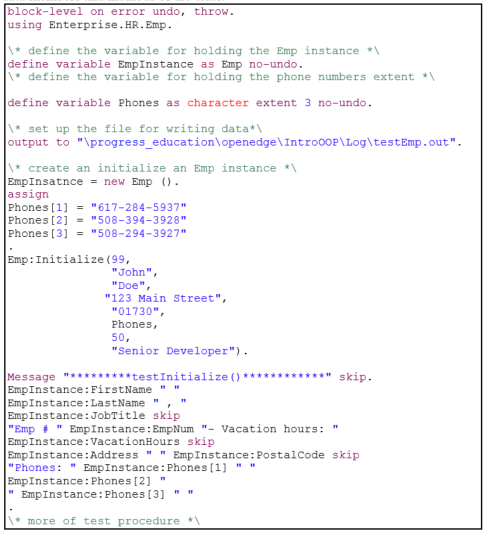 block-level on error undo, throw.
using Enterprise.HR.Emp.
\* define the variable for holding the Emp instance *\
define variable EmpInstance as Emp no-undo.
\* define the variable for holding the phone numbers extent *\
define variable Phones as character extent 3 no-undo.
\* set up the file for writing data*\
output to "\progress_education\openedge\IntroOOP\Log\testEmp.out".
\* create an initialize an Emp instance *\
EmpInsatnce = new Emp ().
assign
Phones[1] = "617-284-5937"
Phones[2] = "508-394-3928"
Phones[3] = "508-294-3927"
.
Emp:Initialize(99,
"John",
"Doe",
"123 Main Street",
"01730",
Phones,
50,
"Senior Developer").
Message "*********testInitialize()************" skip.
EmpInstance:FirstName " "
EmpInstance:LastName " , "
EmpInstance:JobTitle skip
"Emp # " EmpInstance:EmpNum "- Vacation hours: "
EmpInstance:VacationHours skip
EmpInstance:Address " " EmpInstance:PostalCode skip
"Phones: " EmpInstance:Phones[1] " "
EmpInstance:Phones[2] "
" EmpInstance:Phones[3] " "
.
\* more of test procedure *\